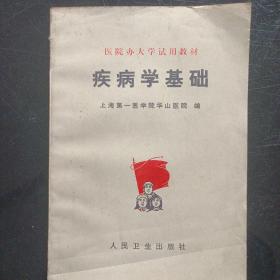 医院办大学试用教材
疾病学基础
上海第一医学院华山医院 编
人民卫生出版社